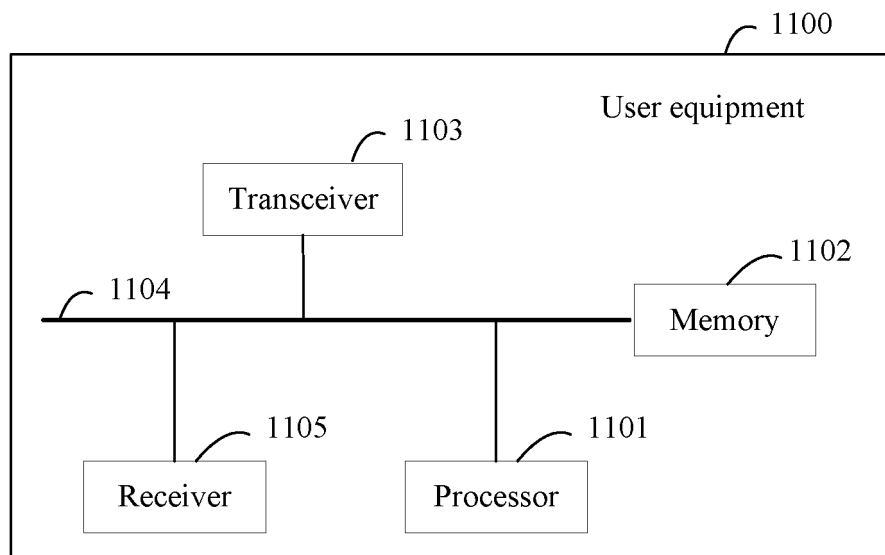 1100
User equipment
1103
Transceiver
1102
1104
Memory
1105
1101
Receiver
Processor